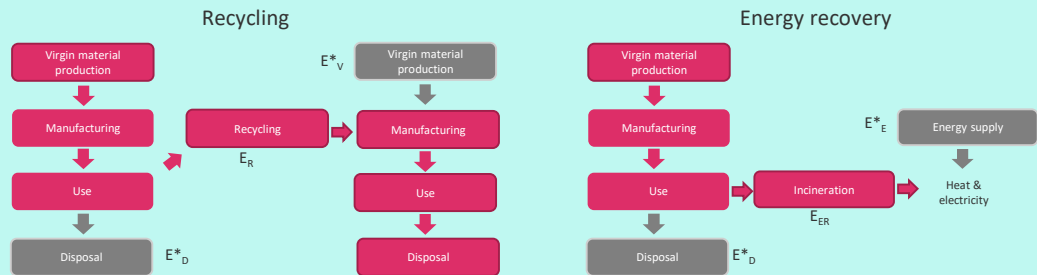 Recycling
Virgin material
production
Manufacturing
Use
Disposal
E*D
Recycling
ER
E*V
Virgin material
production
Manufacturing
Use
Disposal
Energy recovery
Virgin material
production
Manufacturing
Use
Disposal
E*D
Incineration
EER
E*E
Energy supply
Heat &
electricity